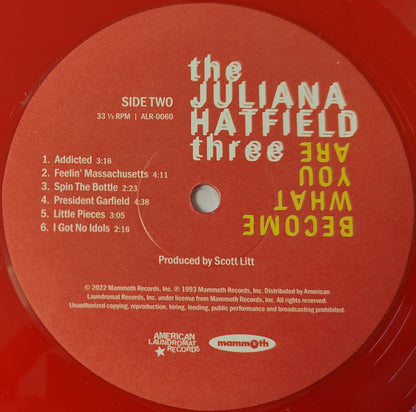 the
JULIANA
HATFIELD
three
BECOME
WHAT
YOU
ARE
SIDE TWO
33 ⅓ RPM | ALR-0060
1. Addicted 3:16
2. Feelin' Massachusetts 4:11
3. Spin The Bottle 2:23
4. President Garfield 4:38
5. Little Pieces 3:05
6. I Got No Idols 2:16
Produced by Scott Litt
© 2022 Mammoth Records, Inc. ℗ 1993 Mammoth Records, Inc. Distributed by American
Laundromat Records, Inc. under license from Mammoth Records, Inc. All rights reserved.
Unauthorized copying, reproduction, hiring, lending, public performance and broadcasting prohibited.
AMERICAN
LAUNDROMAT
RECORDS
mammoth